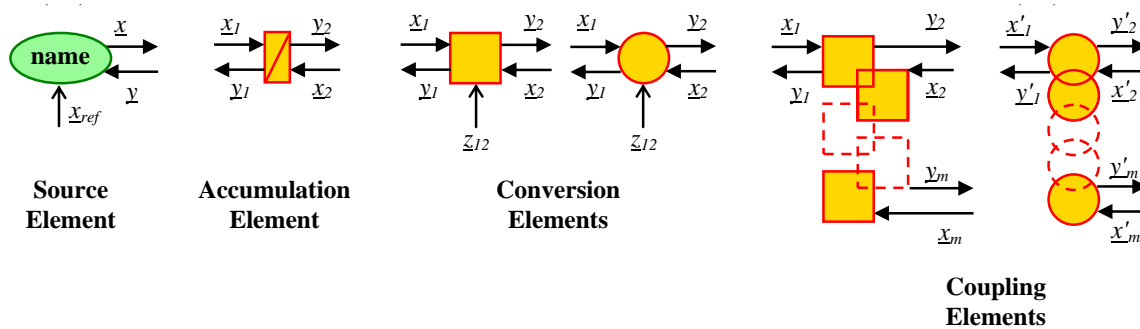 x y x1 y2 x1 y2 x1 y2 x1 y2 x'1 y'2
name
y y1 x2 y1 x2 y1 x2 y1 x2 y'1 x'2
xref z12 z12
ym y'm
xm x'm
Source Accumulation Conversion
Element Element Elements
Coupling
Elements